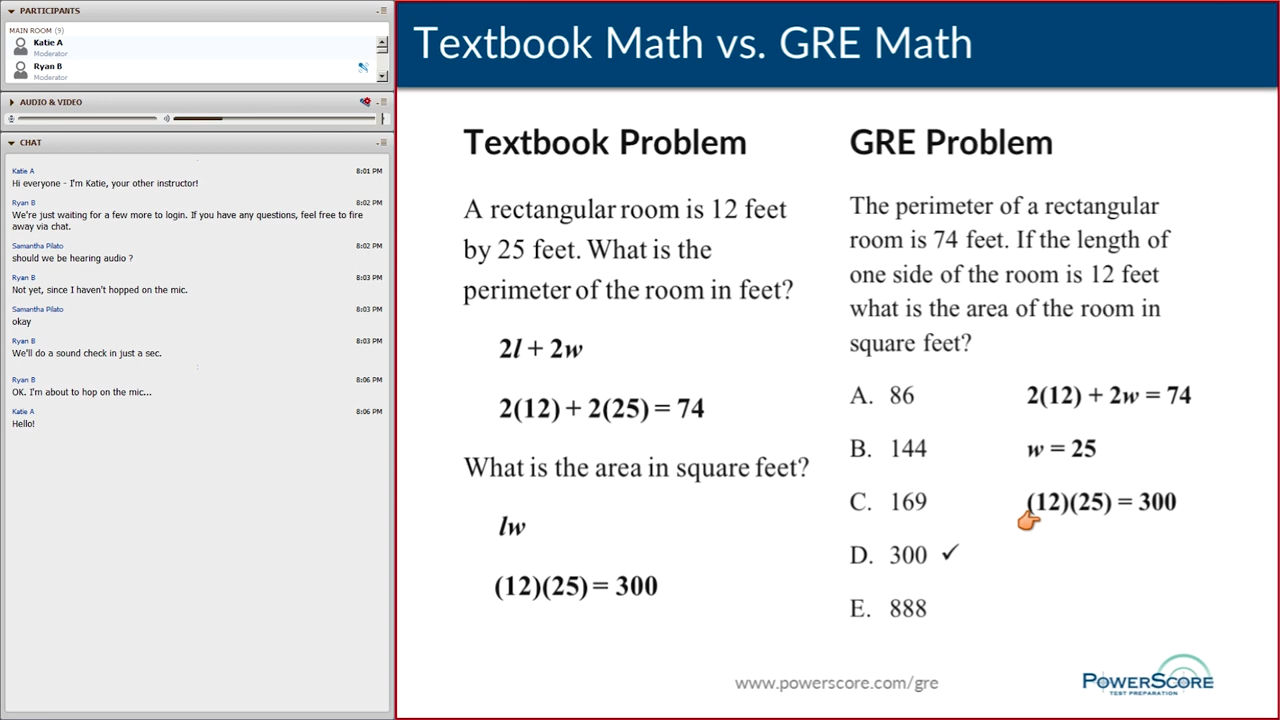 PARTICIPANTS
MAIN ROOM (9)
Katie A
Moderator
Ryan B
Moderator
AUDIO & VIDEO
CHAT
Katie A 8:01 PM
Hi everyone - I'm Katie, your other instructor!
Ryan B 8:02 PM
We're just waiting for a few more to login. If you have any questions, feel free to fire
away via chat.
Samantha Pilato 8:02 PM
should we be hearing audio ?
Ryan B 8:03 PM
Not yet, since I haven't hopped on the mic.
Samantha Pilato 8:03 PM
okay
Ryan B 8:03 PM
We'll do a sound check in just a sec.
Ryan B 8:06 PM
OK. I'm about to hop on the mic...
Katie A 8:06 PM
Hello!
Textbook Math vs. GRE Math
Textbook Problem
A rectangular room is 12 feet
by 25 feet. What is the
perimeter of the room in feet?
2l + 2w
2(12) + 2(25) = 74
What is the area in square feet?
lw
(12)(25) = 300
GRE Problem
The perimeter of a rectangular
room is 74 feet. If the length of
one side of the room is 12 feet
what is the area of the room in
square feet?
A. 86 2(12) + 2w = 74
B. 144 w = 25
C. 169 (12)(25) = 300
D. 300 ✓
E. 888
www.powerscore.com/gre
POWERSCORE
TEST PREPARATION